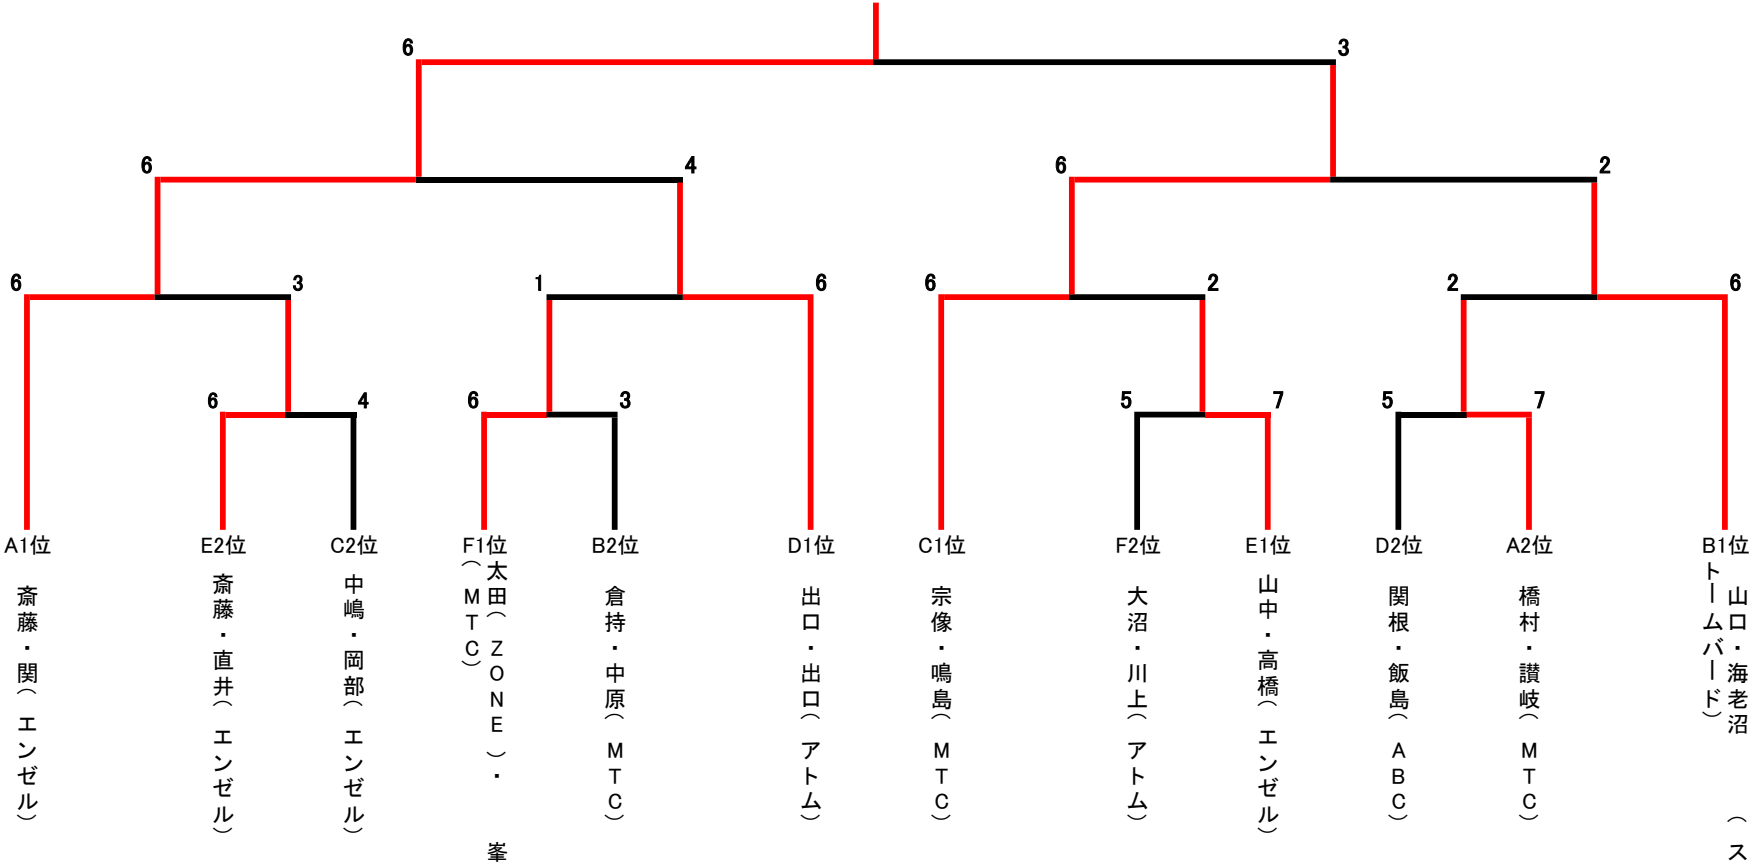 6
3
6
4
6
2
6
3
1
6
6
2
2
6
6
4
6
3
5
7
5
7
A1位
E2位
C2位
F1位
B2位
D1位
C1位
F2位
E1位
D2位
A2位
B1位
斎藤・関(エンゼル)
斎藤・直井(エンゼル)
中嶋・岡部(エンゼル)
太田(ZONE)・峯
(MTC)
倉持・中原(MTC)
出口・出口(アトム)
宗像・鳴島(MTC)
大沼・川上(アトム)
山中・高橋(エンゼル)
関根・飯島(ABC)
橋村・讃岐(MTC)
山口・海老沼(ス
トームバード)